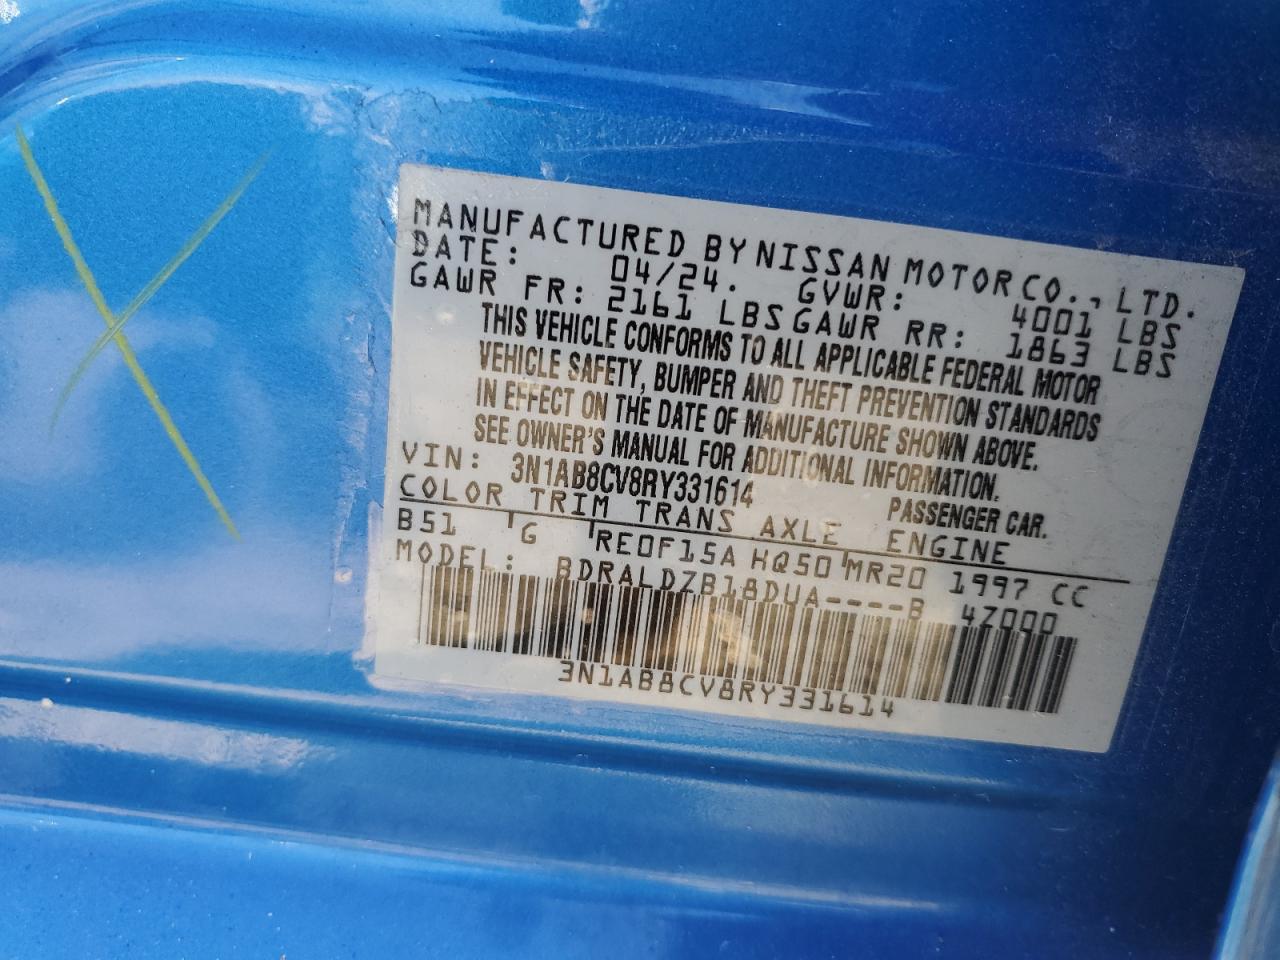 MANUFACTURED BY NISSAN MOTOR CO., LTD.
DATE: 04/24. GVWR: 4001 LBS
GAWR FR: 2161 LBS GAWR RR: 1863 LBS
THIS VEHICLE CONFORMS TO ALL APPLICABLE FEDERAL MOTOR
VEHICLE SAFETY, BUMPER AND THEFT PREVENTION STANDARDS
IN EFFECT ON THE DATE OF MANUFACTURE SHOWN ABOVE.
SEE OWNER'S MANUAL FOR ADDITIONAL INFORMATION.
VIN: 3N1AB8CV8RY331614 PASSENGER CAR.
COLOR TRIM TRANS AXLE ENGINE
B51 G RE0F15A HQ50 MR20 1997 CC
MODEL: BDRALDZB18DUA----B 4Z000
3N1AB8CV8RY331614